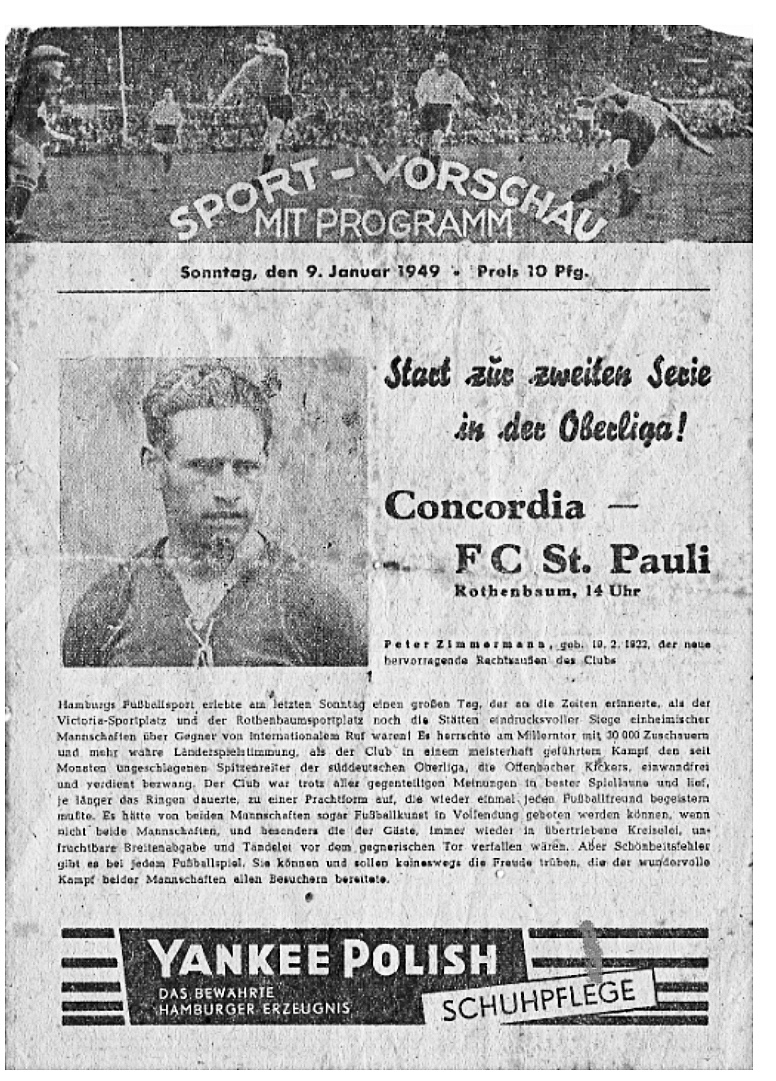 SPORT-VORSCHAU
MIT PROGRAMM
Sonntag, den 9. Januar 1949 • Preis 10 Pfg.
Start zur zweiten Serie
in der Oberliga!
Concordia —
FC St. Pauli
Rothenbaum, 14 Uhr
Peter Zimmermann, geb. 2. 1922, der neue
hervorragende Rechtsaußen des Clubs
Hamburgs Fußballsport erlebte am letzten Sonntag einen großen Tag, der an die Zeiten erinnerte, als der
Victoria-Sportplatz und der Rothenbaumsportplatz noch die Stätten eindrucksvoller Siege einheimischer
Mannschaften über Gegner von internationalem Ruf waren! Es herrschte am Millerntor mit 30 000 Zuschauern
und mehr wahre Länderspielstimmung, als der Club in einem meisterhaft geführtem Kampf den seit
Monaten ungeschlagenen Spitzenreiter der süddeutschen Oberliga, die Offenbacher Kickers, einwandfrei
und verdient bezwang. Der Club war trotz aller gegenteiligen Meinungen in bester Spiellaune und lief,
je länger das Ringen dauerte, zu einer Prachtform auf, die wieder einmal jeden Fußballfreund begeistern
mußte. Es hätte von beiden Mannschaften sogar Fußballkunst in Vollendung geboten werden können, wenn
nicht beide Mannschaften, und besonders die der Gäste, immer wieder in übertriebene Kreiselei, un-
fruchtbare Breitenabgabe und Tändelei vor dem gegnerischen Tor verfallen wären. Aber Schönheitsfehler
gibt es bei jedem Fußballspiel. Sie können und sollen keineswegs die Freude trüben, die der wundervolle
Kampf beider Mannschaften allen Besuchern bereitete.
YANKEE POLISH
DAS BEWÄHRTE
HAMBURGER ERZEUGNIS
SCHUHPFLEGE